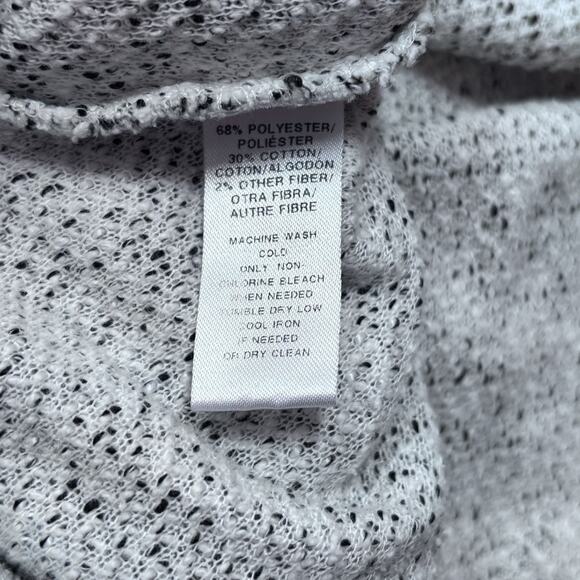 68% POLYESTER/
POLIÉSTER
30% COTTON/
COTON/ALGODON
2% OTHER FIBER/
OTRA FIBRA/
AUTRE FIBRE
MACHINE WASH
COLD
ONLY NON-
CHLORINE BLEACH
WHEN NEEDED
TUMBLE DRY LOW
COOL IRON
IF NEEDED
OR DRY CLEAN